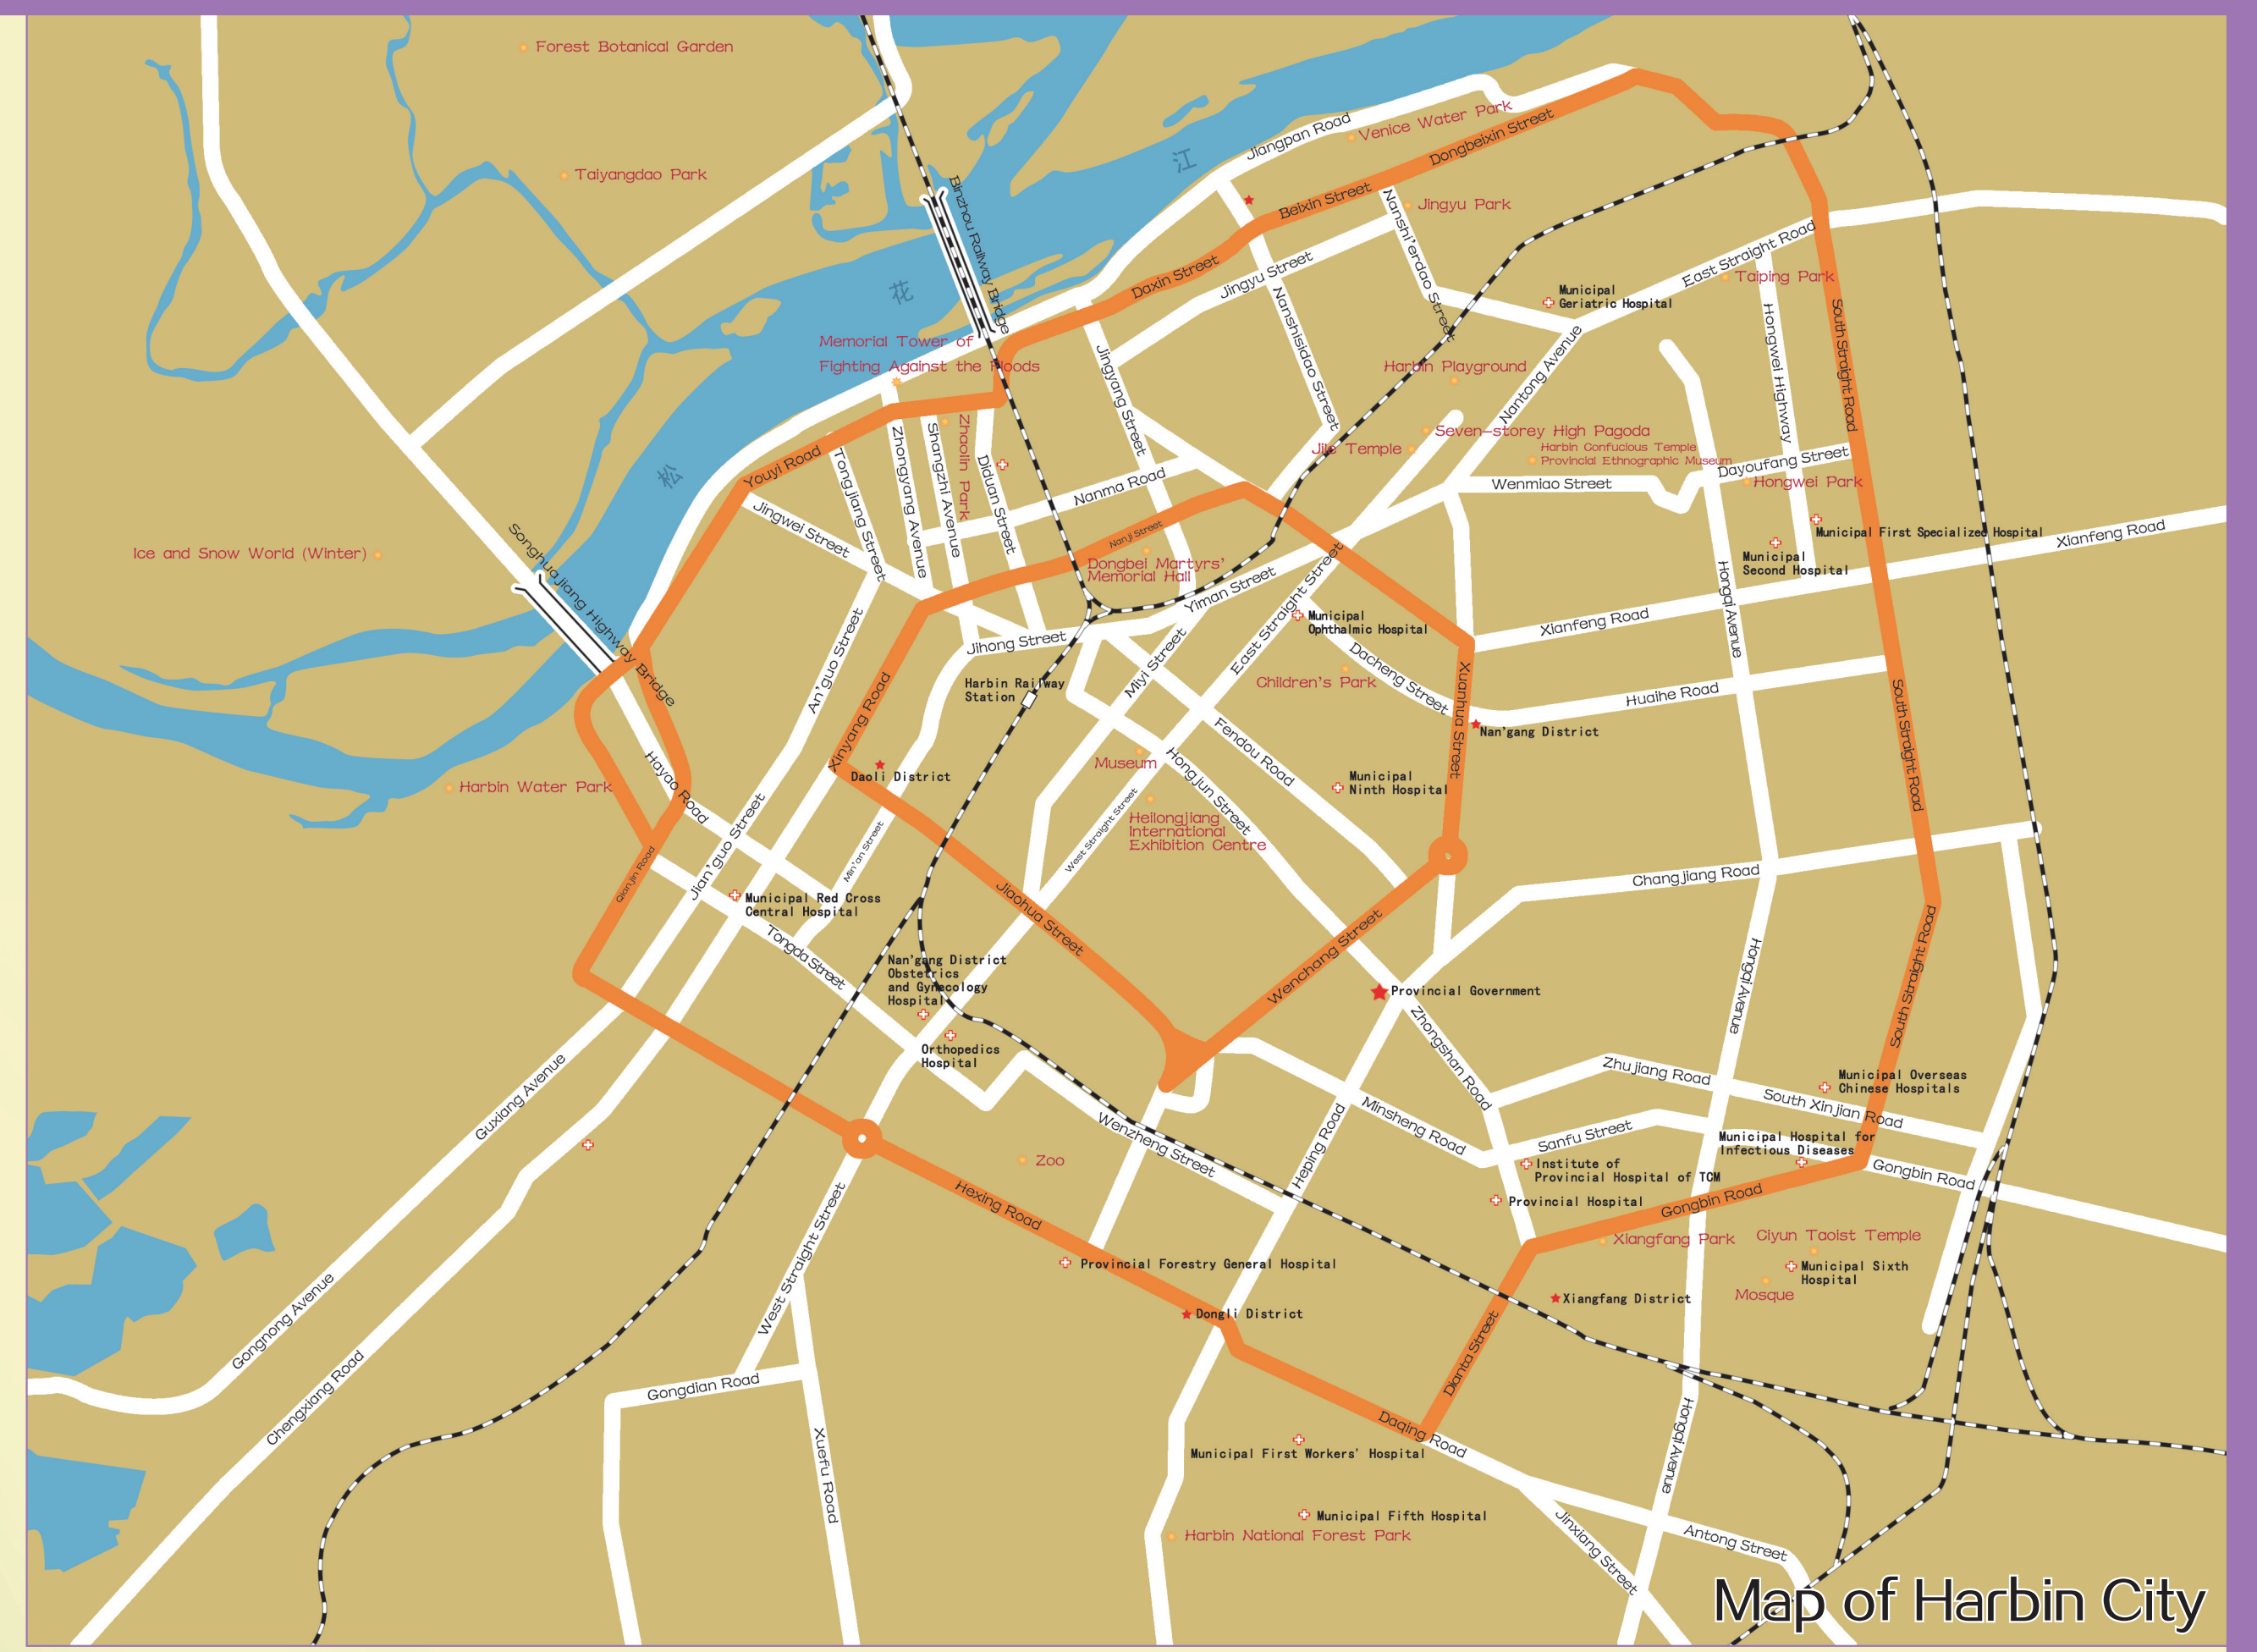 Forest Botanical Garden
Taiyangdao Park
Ice and Snow World (Winter)
Harbin Water Park
Songhua Jiang Highway Bridge
Binzhou Railway Bridge
松
花
江
Jiangpan Road
Venice Water Park
Dongbeixin Street
Beixin Street
Daxin Street
Jingyu Street
Jingyu Park
Nanshi'erdao Street
Nanshisidao Street
Municipal
Geriatric Hospital
East Straight Road
Taiping Park
Hongwei Highway
South Straight Road
Memorial Tower of
Fighting Against the Floods
Harbin Playground
Nantong Avenue
Jingyang Street
Seven-storey High Pagoda
Jile Temple
Harbin Confucious Temple
Provincial Ethnographic Museum
Dayoufang Street
Hongwei Park
Wenmiao Street
Youyi Road
Tongjiang Street
Zhongyang Avenue
Shangzhi Avenue
Zhaolin Park
Diduan Street
Nanma Road
Jingwei Street
Nanji Street
Dongbei Martyrs'
Memorial Hall
Yiman Street
East Straight Street
Municipal First Specialized Hospital
Municipal
Second Hospital
Xianfeng Road
Xianfeng Road
Hongqi Avenue
Municipal
Ophthalmic Hospital
Dacheng Street
Children's Park
Xuanhua Street
Huaihe Road
Nan'gang District
South Straight Road
Jihong Street
Harbin Railway
Station
Miyi Street
An'guo Street
Xinyang Road
Daoli District
Fendou Road
Museum
Hongjun Street
Municipal
Ninth Hospital
Heilongjiang
International
Exhibition Centre
West Straight Street
Hayao Road
Jian'guo Street
Min'an Street
Qianjin Road
Municipal Red Cross
Central Hospital
Tongda Street
Jiaohua Street
Changjiang Road
Wenchang Street
Hongqi Avenue
South Straight Road
Nan'gang District
Obstetrics
and Gynecology
Hospital
Orthopedics
Hospital
Provincial Government
Zhongshan Road
Zhujiang Road
Municipal Overseas
Chinese Hospitals
South Xinjian Road
Minsheng Road
Sanfu Street
Municipal Hospital for
Infectious Diseases
Institute of
Provincial Hospital of TCM
Gongbin Road
Provincial Hospital
Gongbin Road
Guxiang Avenue
Wenzheng Street
Heping Road
Zoo
Hexing Road
West Straight Street
Provincial Forestry General Hospital
Xiangfang Park
Ciyun Taoist Temple
Municipal Sixth
Hospital
Mosque
Xiangfang District
Dongli District
Dianta Street
Gongnong Avenue
Chengxiang Road
Gongdian Road
Xuefu Road
Daqing Road
Municipal First Workers' Hospital
Hongqi Avenue
Municipal Fifth Hospital
Harbin National Forest Park
Jinxiang Street
Antong Street
Map of Harbin City